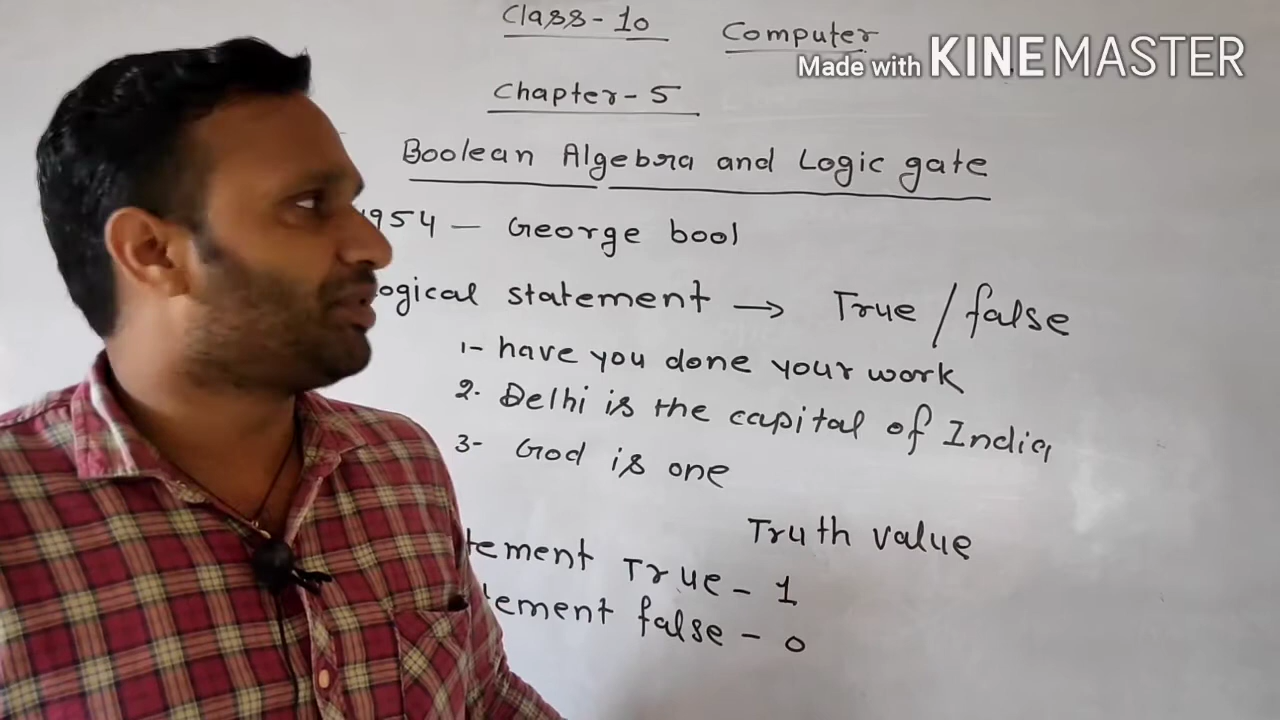 Class-10 Computer
Made with KINEMASTER
Chapter-5
Boolean Algebra and Logic gate
1954 — George bool
ogical statement → True / false
1- have you done your work
2. Delhi is the capital of India
3- God is one
Truth value
tement True - 1
tement false - 0